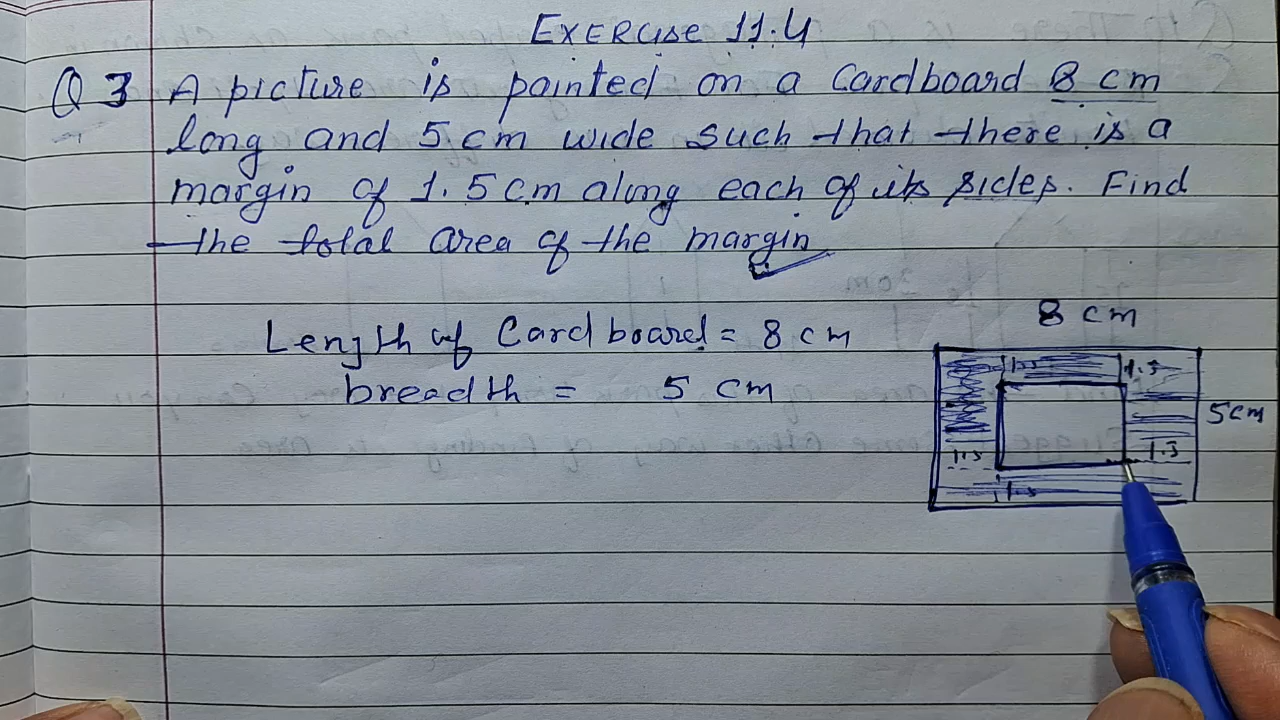 Exercise 11.4
Q 3 A picture is painted on a Cardboard 8 cm
long and 5 cm wide such that there is a
margin of 1.5 cm along each of its sides. Find
the total area of the margin
Length of Cardboard = 8 cm
breadth = 5 cm
8 cm
1.5 1.5
5cm
1.5 1.5
1.5